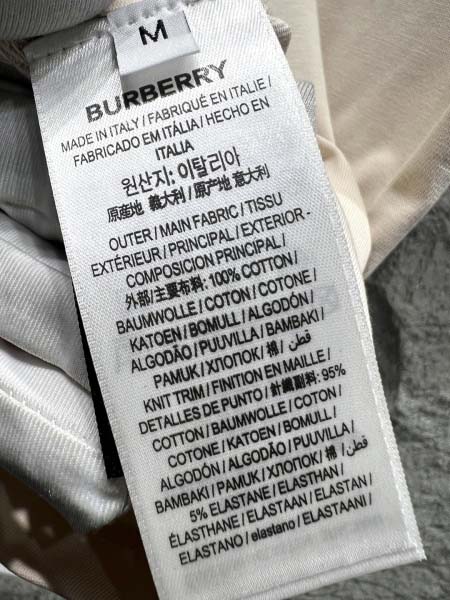 M
BURBERRY
MADE IN ITALY / FABRIQUÉ EN ITALIE /
FABRICADO EM ITÁLIA / HECHO EN
ITALIA
원산지: 이탈리아
原産地 義大利 / 原产地 意大利
OUTER / MAIN FABRIC / TISSU
EXTÉRIEUR / PRINCIPAL / EXTERIOR -
COMPOSICION PRINCIPAL /
外部/主要布料: 100% COTTON /
BAUMWOLLE / COTON / COTONE /
KATOEN / BOMULL / ALGODÓN /
ALGODÃO / PUUVILLA / BAMBAKI /
PAMUK / ХЛОПОК / 棉 / قطن /
KNIT TRIM / FINITION EN MAILLE /
DETALLES DE PUNTO / 針織副料: 95%
COTTON / BAUMWOLLE / COTON /
COTONE / KATOEN / BOMULL /
ALGODÓN / ALGODÃO / PUUVILLA /
BAMBAKI / PAMUK / ХЛОПОК / 棉 / قطن
5% ELASTANE / ELASTHAN /
ELASTHANE / ELASTAAN / ELASTAN /
ELASTANO / elastano / ELASTAANI /